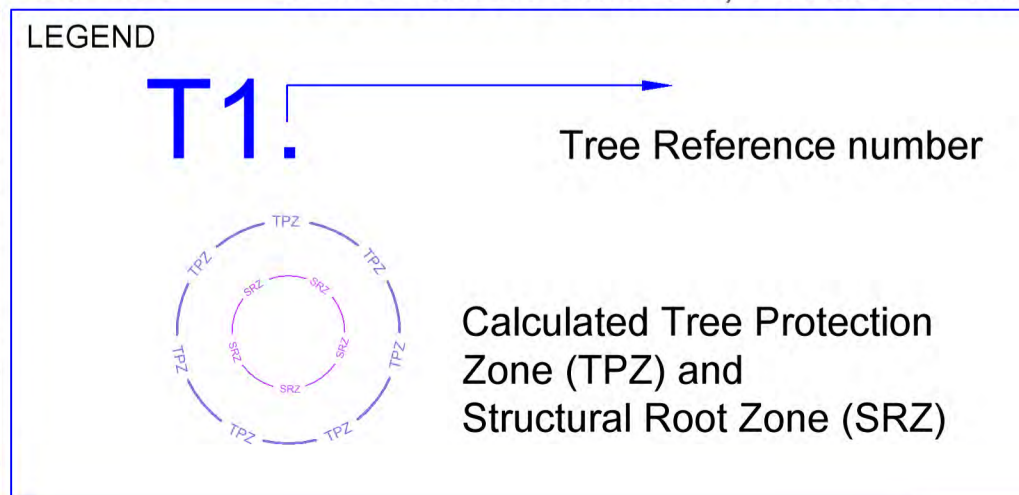 LEGEND
T1.
Tree Reference number
TPZ
TPZ
TPZ
SRZ
SRZ
SRZ
SRZ
TPZ
TPZ
SRZ
TPZ
TPZ
Calculated Tree Protection
Zone (TPZ) and
Structural Root Zone (SRZ)